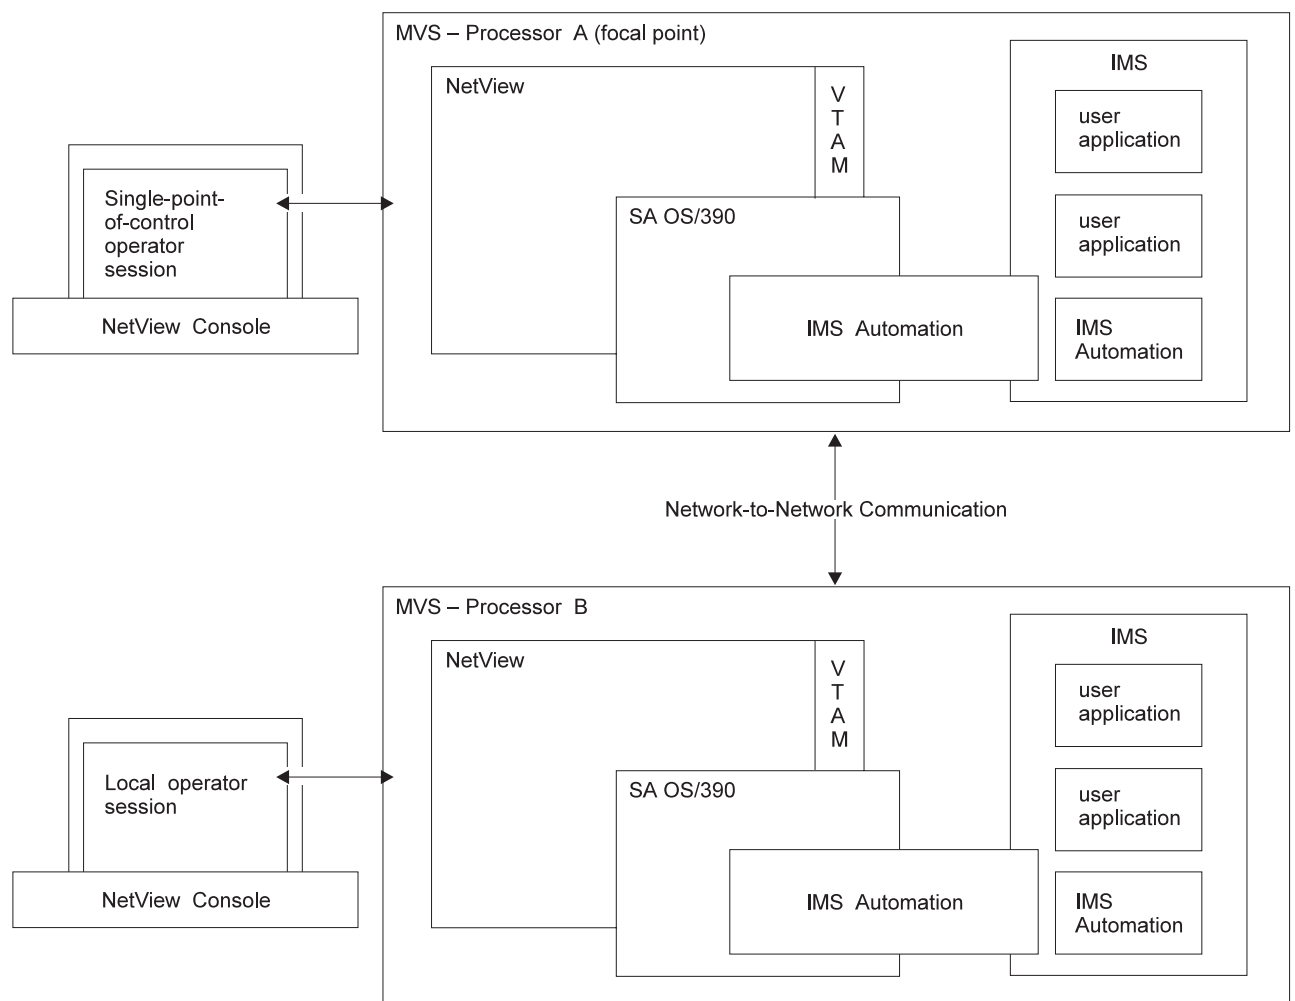 MVS – Processor A (focal point)
NetView
V
T
A
M
IMS
user
application
user
application
IMS
Automation
SA OS/390
IMS Automation
Single-point-
of-control
operator
session
NetView Console
Network-to-Network Communication
MVS – Processor B
NetView
V
T
A
M
IMS
user
application
user
application
IMS
Automation
SA OS/390
IMS Automation
Local operator
session
NetView Console